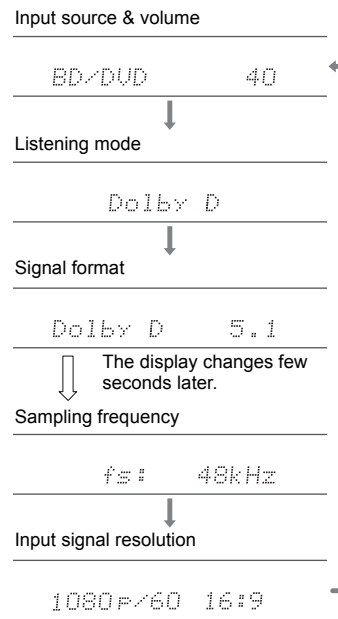 Input source & volume
BD/DVD 40
Listening mode
Dolby D
Signal format
Dolby D 5.1
The display changes few
seconds later.
Sampling frequency
fs: 48kHz
Input signal resolution
1080p/60 16:9